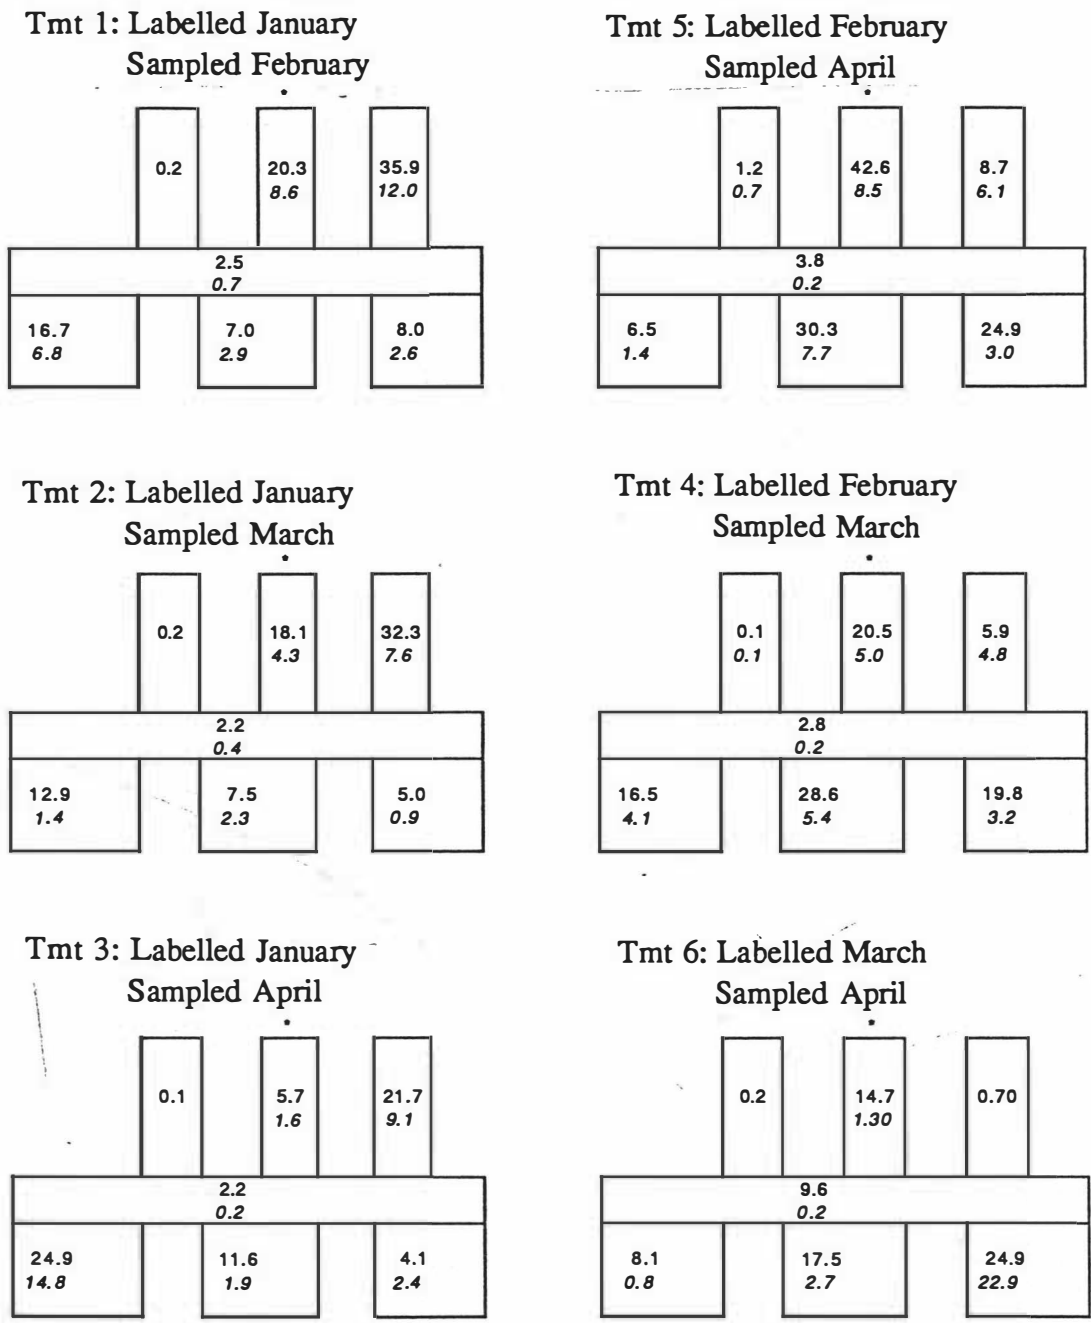 Tmt 1: Labelled January
Sampled February
*
0.2 20.3 35.9
8.6 12.0
2.5
0.7
16.7 7.0 8.0
6.8 2.9 2.6
Tmt 5: Labelled February
Sampled April
*
1.2 42.6 8.7
0.7 8.5 6.1
3.8
0.2
6.5 30.3 24.9
1.4 7.7 3.0
Tmt 2: Labelled January
Sampled March
*
0.2 18.1 32.3
4.3 7.6
2.2
0.4
12.9 7.5 5.0
1.4 2.3 0.9
Tmt 4: Labelled February
Sampled March
*
0.1 20.5 5.9
0.1 5.0 4.8
2.8
0.2
16.5 28.6 19.8
4.1 5.4 3.2
Tmt 3: Labelled January
Sampled April
*
0.1 5.7 21.7
1.6 9.1
2.2
0.2
24.9 11.6 4.1
14.8 1.9 2.4
Tmt 6: Labelled March
Sampled April
*
0.2 14.7 0.70
1.30
9.6
0.2
8.1 17.5 24.9
0.8 2.7 22.9